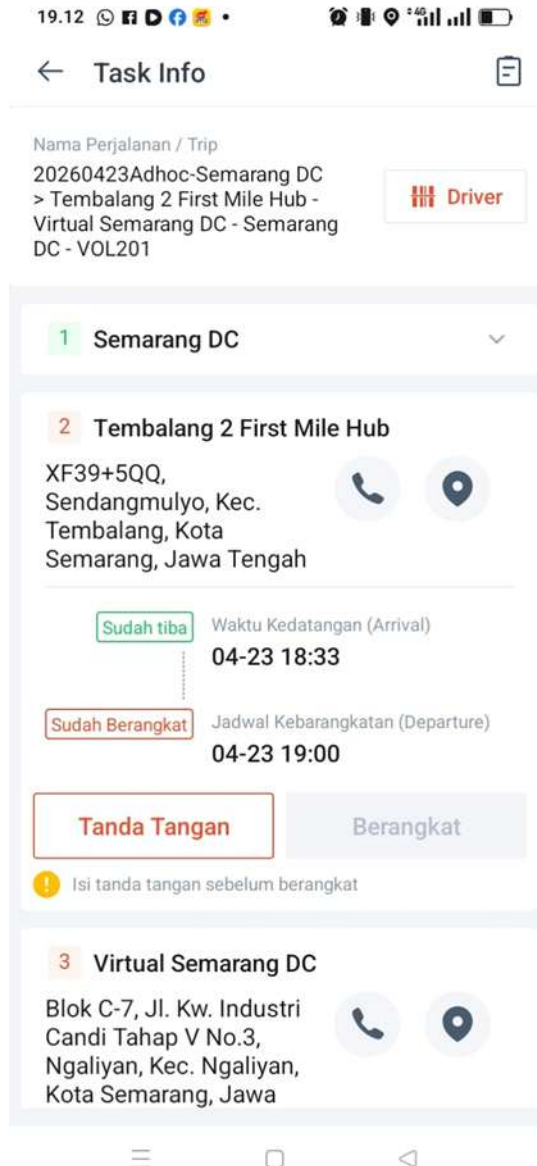 19.12
Task Info
Nama Perjalanan / Trip
20260423Adhoc-Semarang DC
> Tembalang 2 First Mile Hub -
Virtual Semarang DC - Semarang
DC - VOL201
Driver
1 Semarang DC
2 Tembalang 2 First Mile Hub
XF39+5QQ,
Sendangmulyo, Kec.
Tembalang, Kota
Semarang, Jawa Tengah
Sudah tiba
Waktu Kedatangan (Arrival)
04-23 18:33
Sudah Berangkat
Jadwal Kebarangkatan (Departure)
04-23 19:00
Tanda Tangan
Berangkat
Isi tanda tangan sebelum berangkat
3 Virtual Semarang DC
Blok C-7, Jl. Kw. Industri
Candi Tahap V No.3,
Ngaliyan, Kec. Ngaliyan,
Kota Semarang, Jawa